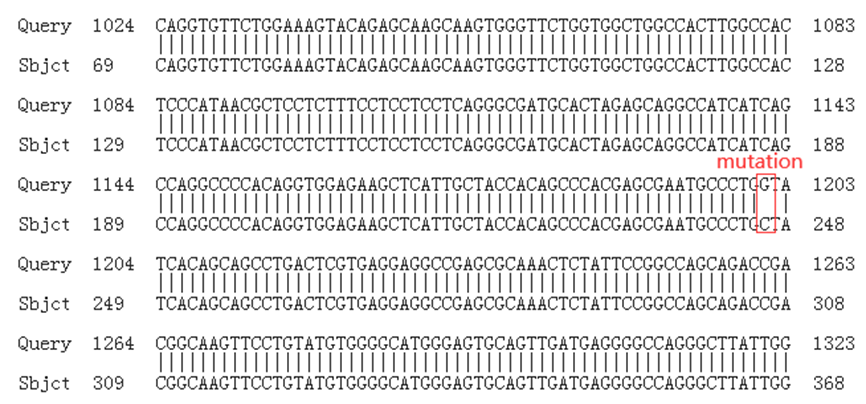 Query 1024 CAGGTGTTCTGGAAAGTACAGAGCAAGCAAGTGGGTTCTGGTGGCTGGCCACTTGGCCAC 1083
Sbjct 69 CAGGTGTTCTGGAAAGTACAGAGCAAGCAAGTGGGTTCTGGTGGCTGGCCACTTGGCCAC 128
Query 1084 TCCCATAACGCTCCTCTTTCCTCCTCCTCAGGGCGATGCACTAGAGCAGGCCATCATCAG 1143
Sbjct 129 TCCCATAACGCTCCTCTTTCCTCCTCCTCAGGGCGATGCACTAGAGCAGGCCATCATCAG 188
mutation
Query 1144 CCAGGCCCCACAGGTGGAGAAGCTCATTGCTACCACAGCCCACGAGCGAATGCCCTGGTA 1203
Sbjct 189 CCAGGCCCCACAGGTGGAGAAGCTCATTGCTACCACAGCCCACGAGCGAATGCCCTGCTA 248
Query 1204 TCACAGCAGCCTGACTCGTGAGGAGGCCGAGCGCAAACTCTATTCCGGCCAGCAGACCGA 1263
Sbjct 249 TCACAGCAGCCTGACTCGTGAGGAGGCCGAGCGCAAACTCTATTCCGGCCAGCAGACCGA 308
Query 1264 CGGCAAGTTCCTGTATGTGGGGCATGGGAGTGCAGTTGATGAGGGGCCAGGGCTTATTGG 1323
Sbjct 309 CGGCAAGTTCCTGTATGTGGGGCATGGGAGTGCAGTTGATGAGGGGCCAGGGCTTATTGG 368